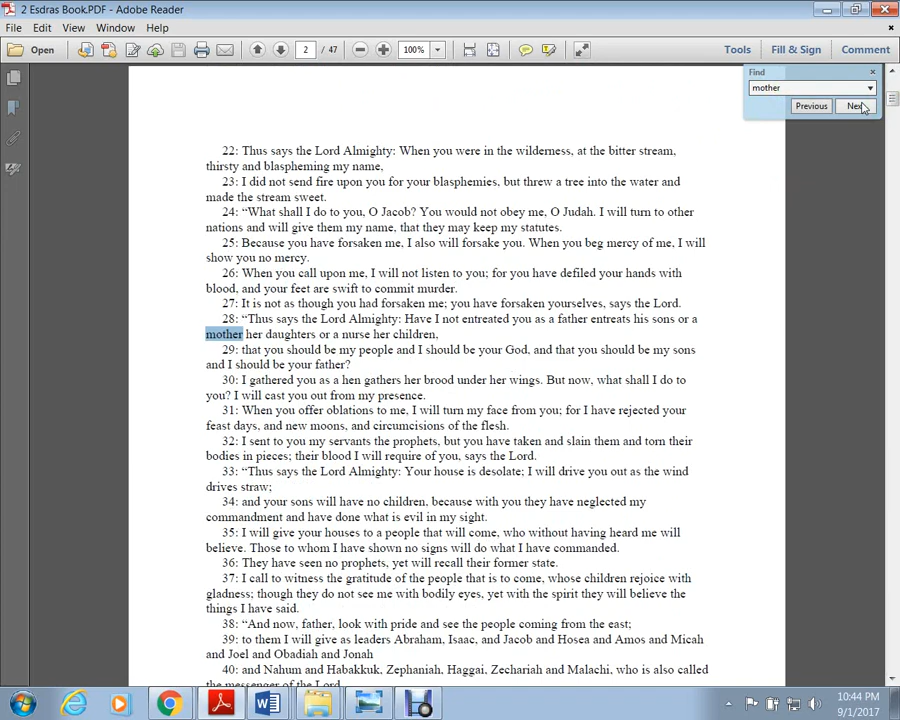 2 Esdras Book.PDF - Adobe Reader
File Edit View Window Help
Open 2 / 47 100% Tools Fill & Sign Comment
Find
mother
Previous Next
22: Thus says the Lord Almighty: When you were in the wilderness, at the bitter stream,
thirsty and blaspheming my name,
23: I did not send fire upon you for your blasphemies, but threw a tree into the water and
made the stream sweet.
24: “What shall I do to you, O Jacob? You would not obey me, O Judah. I will turn to other
nations and will give them my name, that they may keep my statutes.
25: Because you have forsaken me, I also will forsake you. When you beg mercy of me, I will
show you no mercy.
26: When you call upon me, I will not listen to you; for you have defiled your hands with
blood, and your feet are swift to commit murder.
27: It is not as though you had forsaken me; you have forsaken yourselves, says the Lord.
28: “Thus says the Lord Almighty: Have I not entreated you as a father entreats his sons or a
mother her daughters or a nurse her children,
29: that you should be my people and I should be your God, and that you should be my sons
and I should be your father?
30: I gathered you as a hen gathers her brood under her wings. But now, what shall I do to
you? I will cast you out from my presence.
31: When you offer oblations to me, I will turn my face from you; for I have rejected your
feast days, and new moons, and circumcisions of the flesh.
32: I sent to you my servants the prophets, but you have taken and slain them and torn their
bodies in pieces; their blood I will require of you, says the Lord.
33: “Thus says the Lord Almighty: Your house is desolate; I will drive you out as the wind
drives straw;
34: and your sons will have no children, because with you they have neglected my
commandment and have done what is evil in my sight.
35: I will give your houses to a people that will come, who without having heard me will
believe. Those to whom I have shown no signs will do what I have commanded.
36: They have seen no prophets, yet will recall their former state.
37: I call to witness the gratitude of the people that is to come, whose children rejoice with
gladness; though they do not see me with bodily eyes, yet with the spirit they will believe the
things I have said.
38: “And now, father, look with pride and see the people coming from the east;
39: to them I will give as leaders Abraham, Isaac, and Jacob and Hosea and Amos and Micah
and Joel and Obadiah and Jonah
40: and Nahum and Habakkuk, Zephaniah, Haggai, Zechariah and Malachi, who is also called
the messenger of the Lord
10:44 PM
9/1/2017